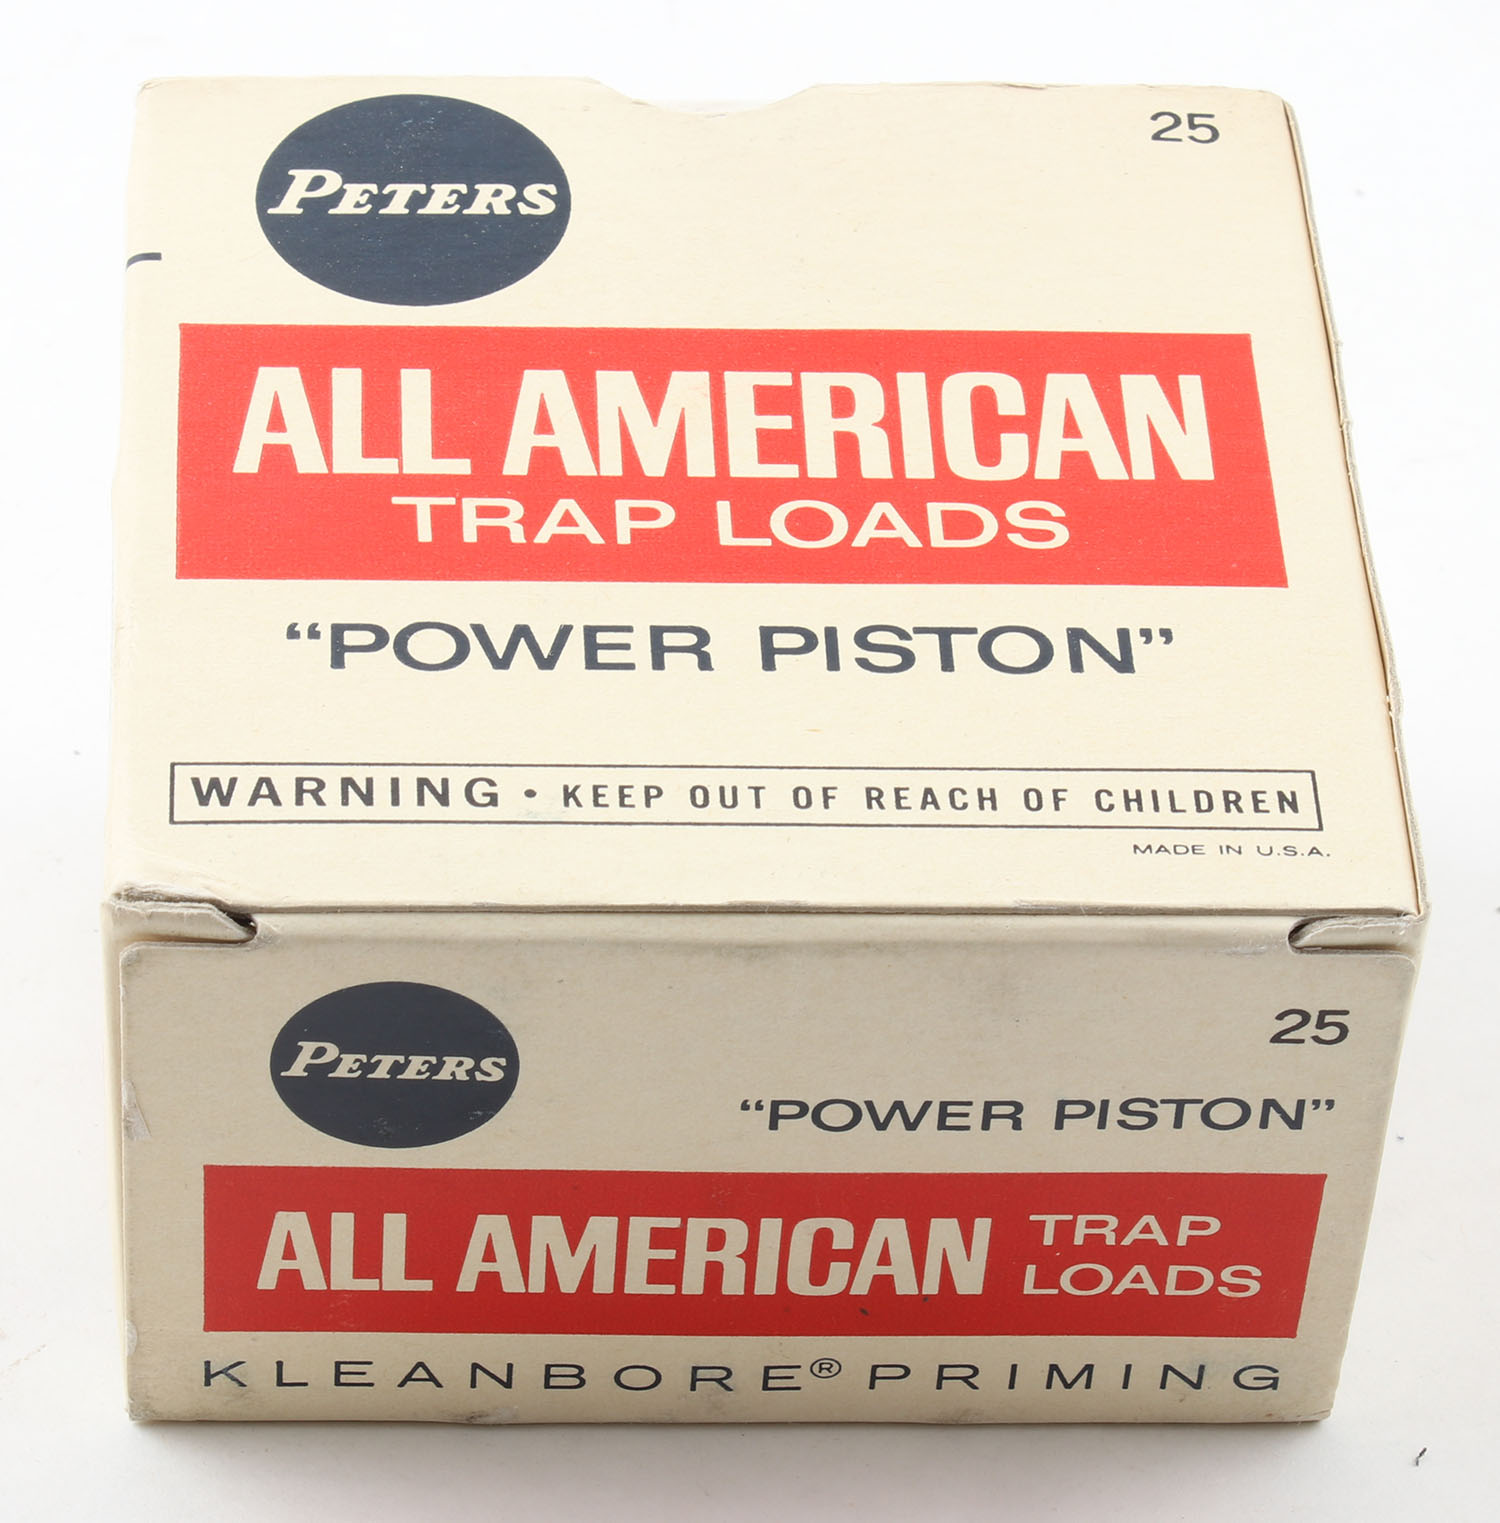 PETERS
25
ALL AMERICAN
TRAP LOADS
“POWER PISTON”
WARNING • KEEP OUT OF REACH OF CHILDREN
MADE IN U.S.A.
PETERS
25
“POWER PISTON”
ALL AMERICAN TRAP
LOADS
KLEANBORE® PRIMING